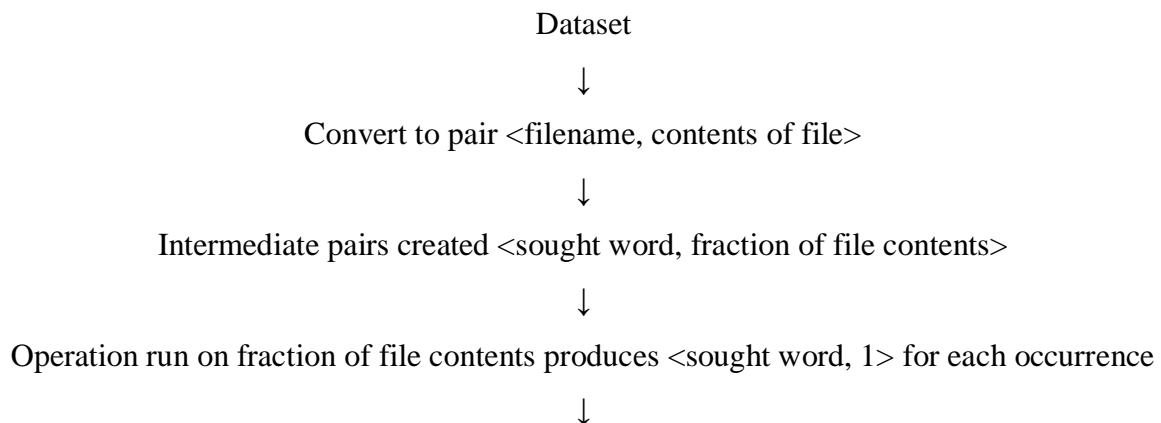 Dataset
↓
Convert to pair <filename, contents of file>
↓
Intermediate pairs created <sought word, fraction of file contents>
↓
Operation run on fraction of file contents produces <sought word, 1> for each occurrence
↓